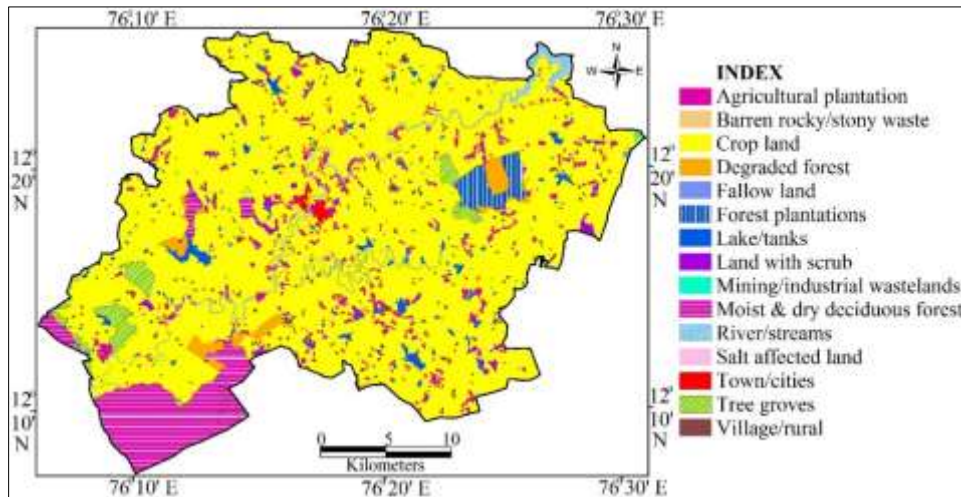 76°10' E 76°20' E 76°30' E
N
W E
S
12°
20'
N
12°
20'
N
12°
10'
N
12°
10'
N
0 5 10
Kilometers
76°10' E 76°20' E 76°30' E
INDEX
Agricultural plantation
Barren rocky/stony waste
Crop land
Degraded forest
Fallow land
Forest plantations
Lake/tanks
Land with scrub
Mining/industrial wastelands
Moist & dry deciduous forest
River/streams
Salt affected land
Town/cities
Tree groves
Village/rural